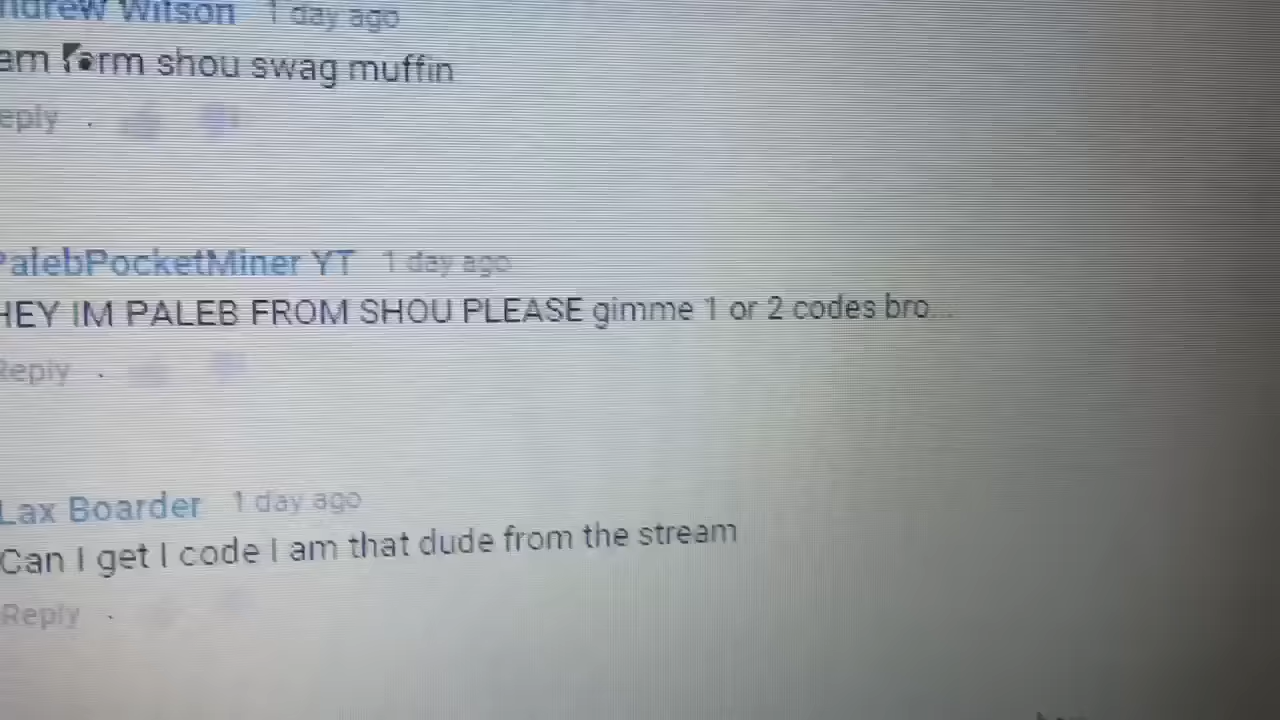 ndrew Wilson 1 day ago
am form shou swag muffin
eply .
PalebPocketMiner YT 1 day ago
HEY IM PALEB FROM SHOU PLEASE gimme 1 or 2 codes bro...
Reply .
Lax Boarder 1 day ago
Can I get I code I am that dude from the stream
Reply .